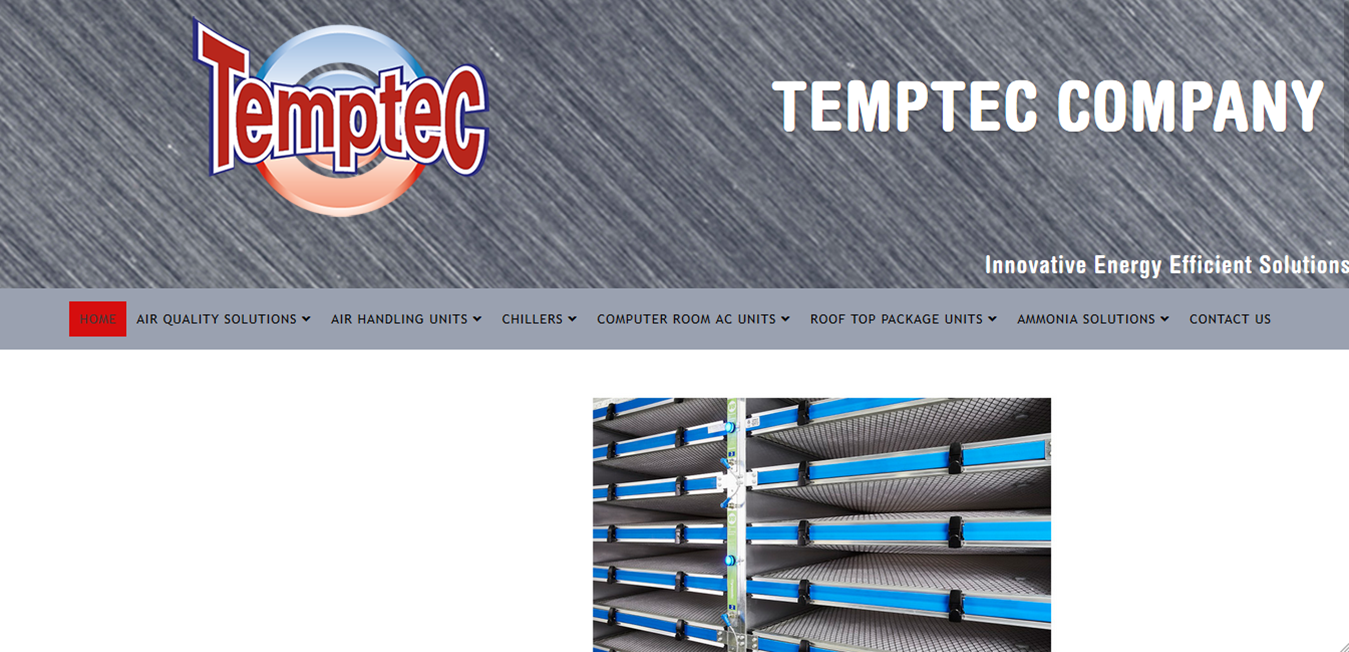 Temptec
TEMPTEC COMPANY
Innovative Energy Efficient Solutions
HOME AIR QUALITY SOLUTIONS AIR HANDLING UNITS CHILLERS COMPUTER ROOM AC UNITS ROOF TOP PACKAGE UNITS AMMONIA SOLUTIONS CONTACT US